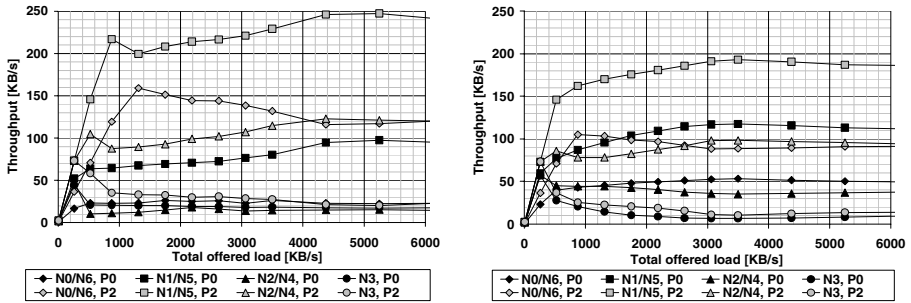 250
200
150
100
50
0
Throughput [KB/s]
0 1000 2000 3000 4000 5000 6000
Total offered load [KB/s]
N0/N6, P0 N1/N5, P0 N2/N4, P0 N3, P0
N0/N6, P2 N1/N5, P2 N2/N4, P2 N3, P2
250
200
150
100
50
0
Throughput [KB/s]
0 1000 2000 3000 4000 5000 6000
Total offered load [KB/s]
N0/N6, P0 N1/N5, P0 N2/N4, P0 N3, P0
N0/N6, P2 N1/N5, P2 N2/N4, P2 N3, P2